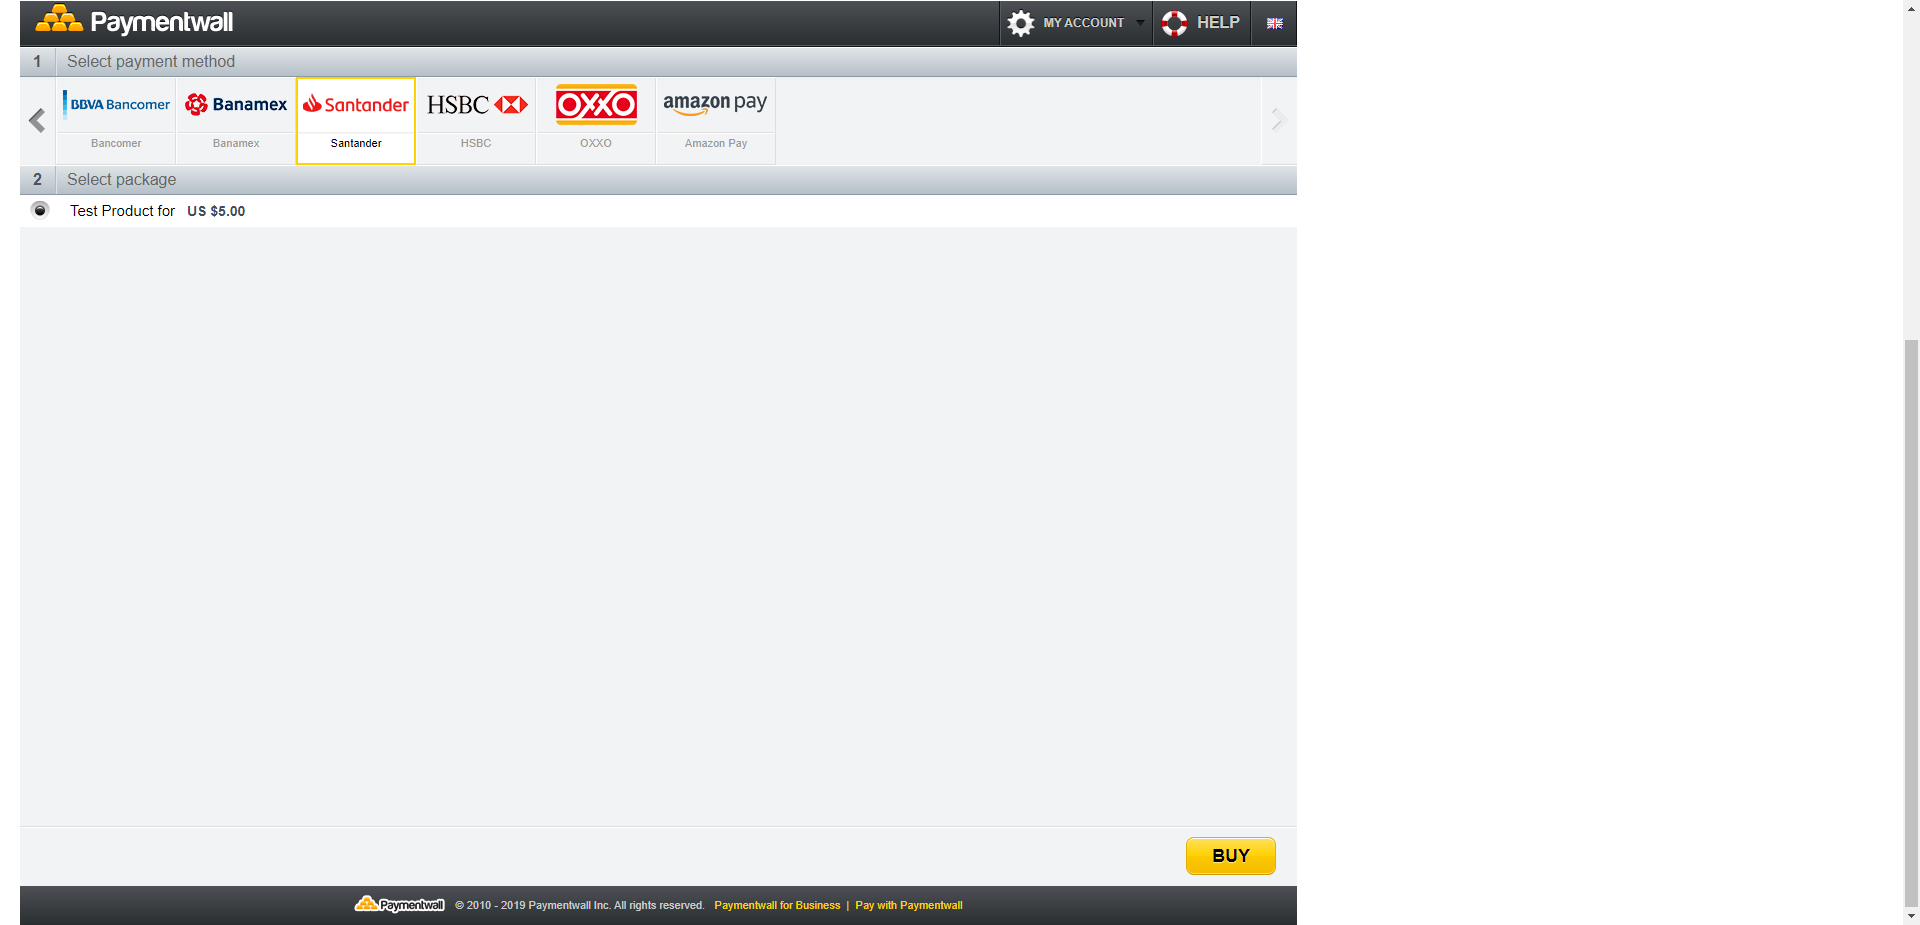 Paymentwall
MY ACCOUNT
HELP
1 Select payment method
BBVA Bancomer
Banamex
Santander
HSBC
OXXO
amazon pay
Bancomer
Banamex
Santander
HSBC
OXXO
Amazon Pay
2 Select package
Test Product for US $5.00
BUY
Paymentwall © 2010 - 2019 Paymentwall Inc. All rights reserved. Paymentwall for Business | Pay with Paymentwall